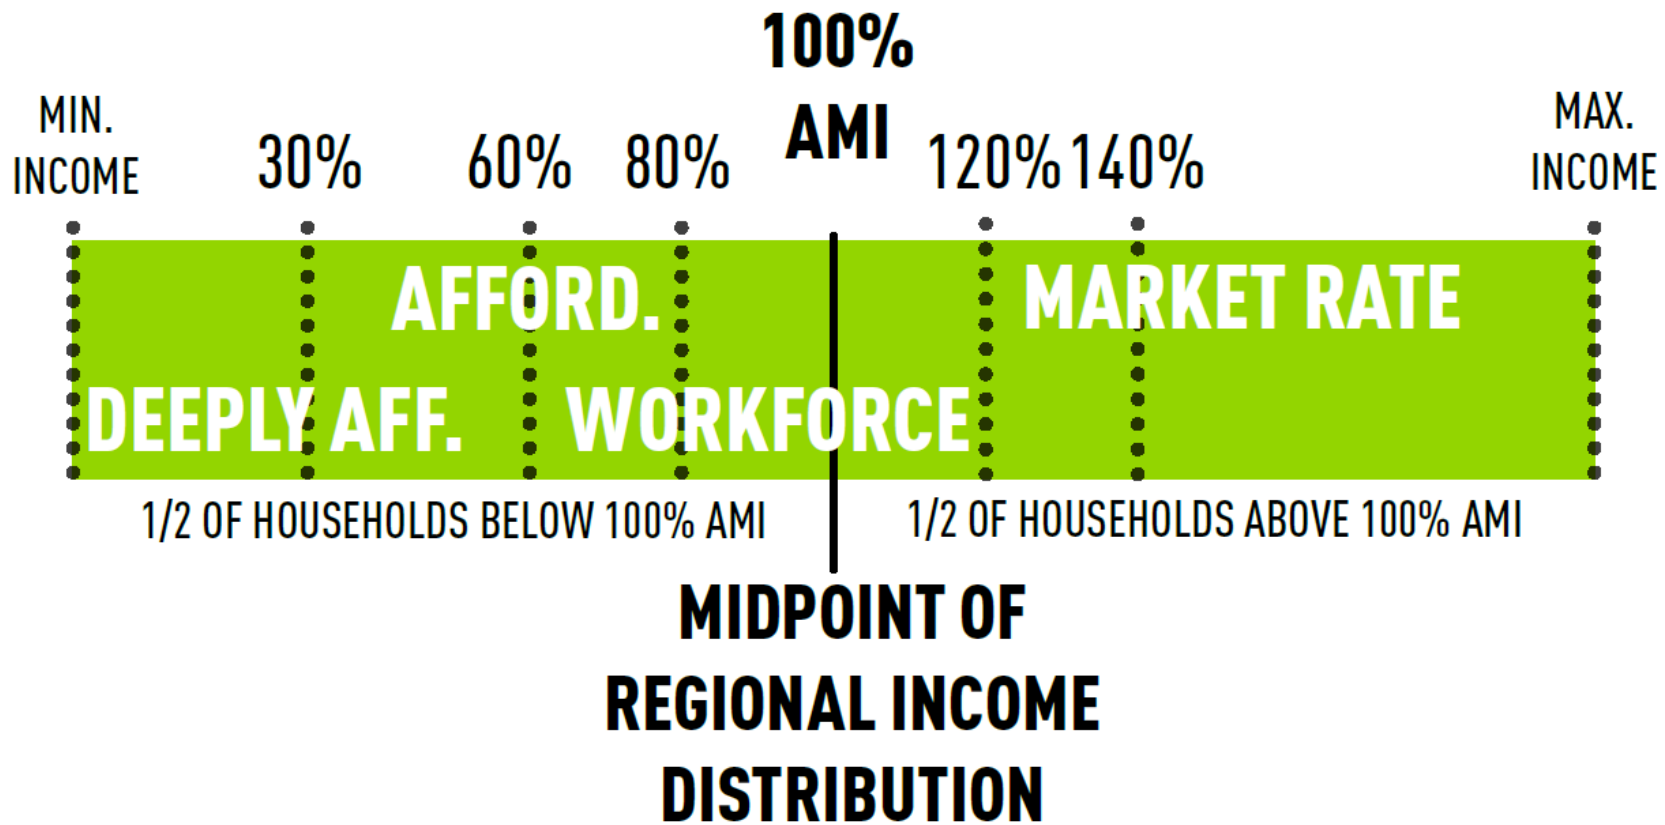 100%
AMI
MIN.
INCOME
30%
60%
80%
120%
140%
MAX.
INCOME
AFFORD.
MARKET RATE
DEEPLY AFF.
WORKFORCE
1/2 OF HOUSEHOLDS BELOW 100% AMI
1/2 OF HOUSEHOLDS ABOVE 100% AMI
MIDPOINT OF
REGIONAL INCOME
DISTRIBUTION